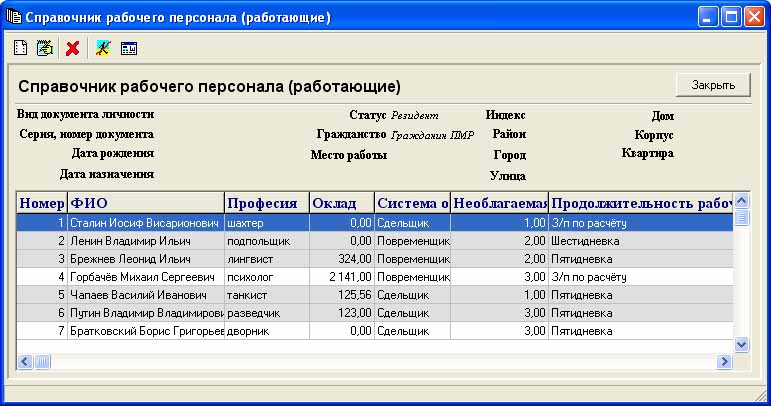 Справочник рабочего персонала (работающие)
Справочник рабочего персонала (работающие) Закрыть
Вид документа личности Статус Резидент Индекс Дом
Серия, номер документа Гражданство Гражданин ПМР Район Корпус
Дата рождения Место работы Город Квартира
Дата назначения Улица
Номер ФИО Професия Оклад Система о Необлагаемая Продолжительность рабоч
1 Сталин Иосиф Висарионович шахтер 0,00 Сдельщик 1,00 З/п по расчёту
2 Ленин Владимир Ильич подпольщик 0,00 Повременщик 2,00 Шестидневка
3 Брежнев Леонид Ильич лингвист 324,00 Повременщик 2,00 Пятидневка
4 Горбачёв Михаил Сергеевич психолог 2 141,00 Повременщик 3,00 З/п по расчёту
5 Чапаев Василий Иванович танкист 125,56 Сдельщик 1,00 Пятидневка
6 Путин Владимир Владимирови разведчик 123,00 Сдельщик 3,00 Пятидневка
7 Братковский Борис Григорьев дворник 0,00 Сдельщик 3,00 Пятидневка